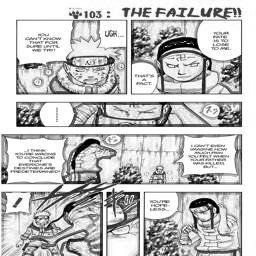 103 : THE FAILURE!!
YOU
CAN'T KNOW
THAT FOR
SURE UNTIL
WE TRY!
UGH...
YOUR
FATE
IS TO
LOSE
TO ME.
THAT'S
A FACT.
I THINK
YOU'RE WRONG
TO CONCLUDE
THAT
EVERYONE'S
DESTINIES ARE
PREDETERMINED!
I CAN'T EVEN
IMAGINE HOW
MUCH PAIN
YOU FELT WHEN
YOUR FATHER
WAS KILLED,
BUT...
!
YOU'RE
HOPE-
LESS...